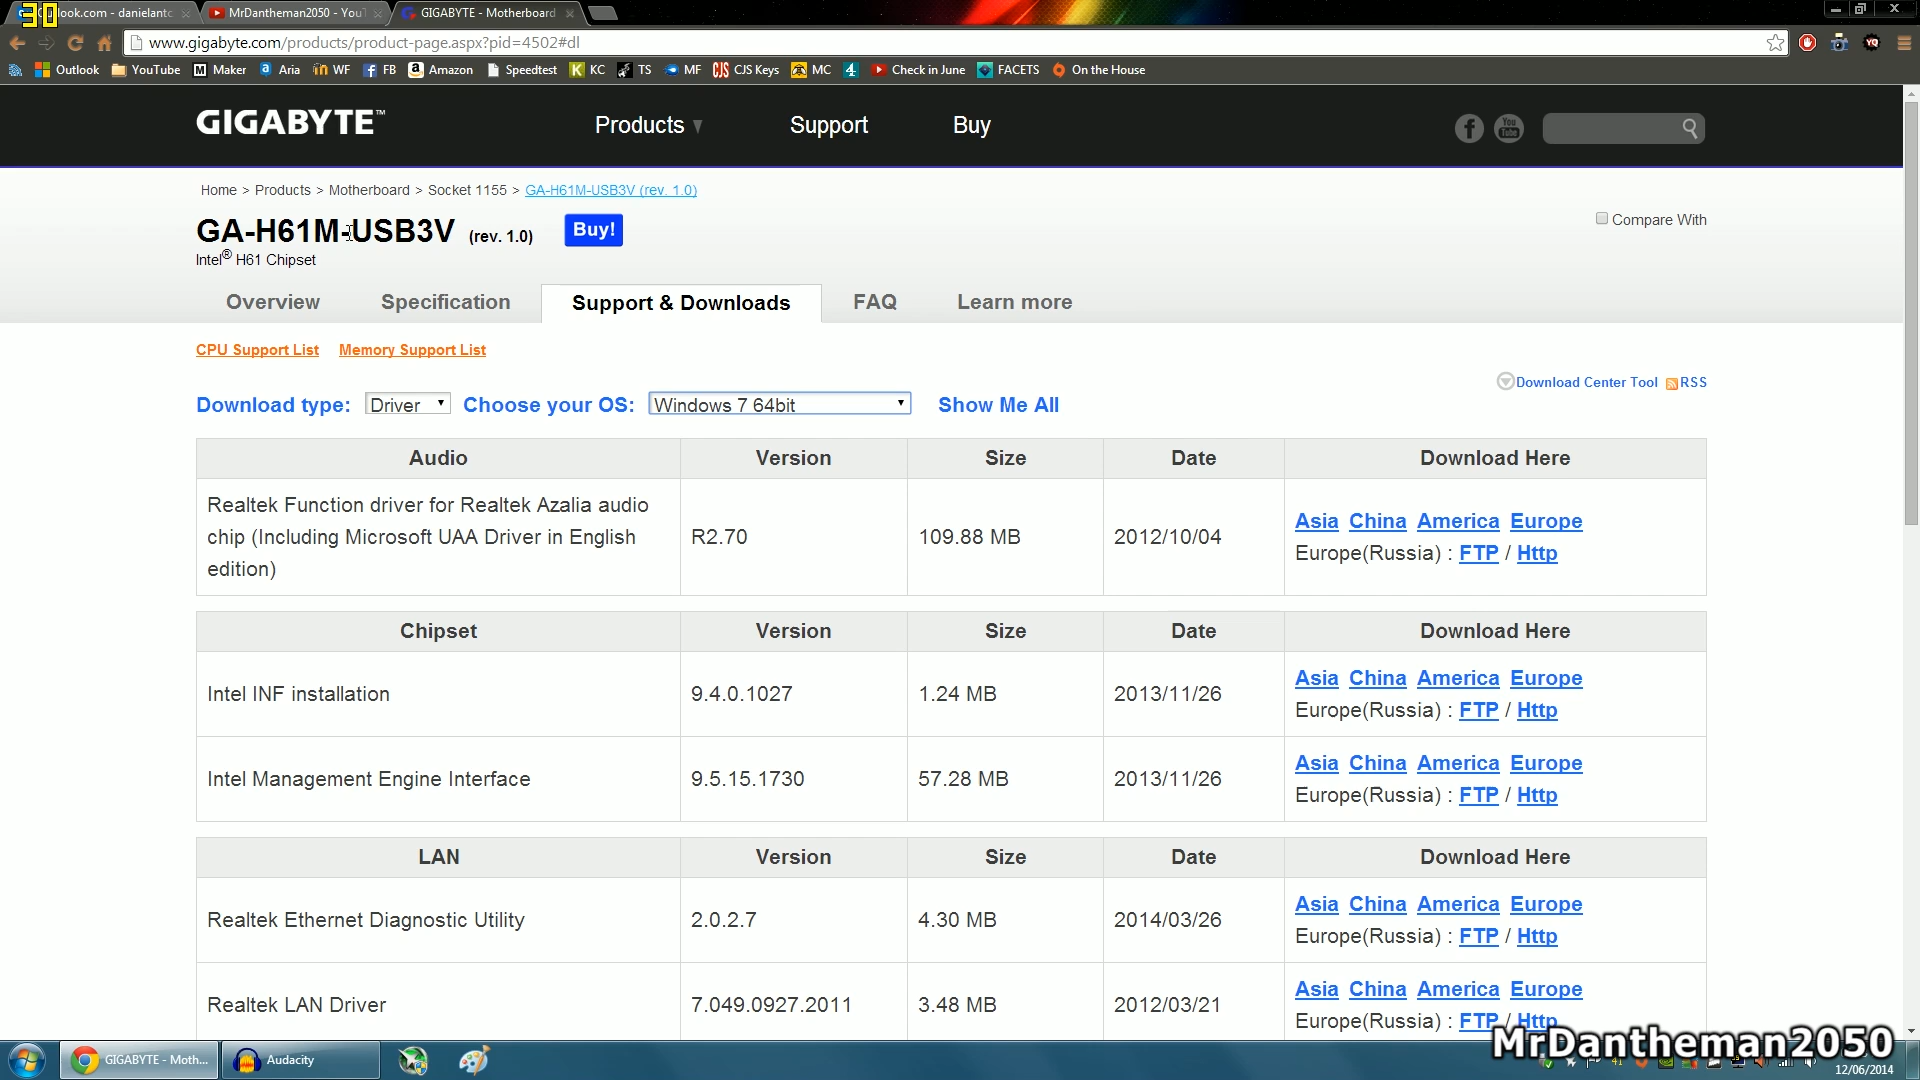 30
look.com - danielantc
MrDantheman2050 - YouT
GIGABYTE - Motherboard
www.gigabyte.com/products/product-page.aspx?pid=4502#dl
Outlook YouTube Maker Aria WF FB Amazon Speedtest KC TS MF CJS Keys MC Check in June FACETS On the House
GIGABYTE™ Products Support Buy
Home > Products > Motherboard > Socket 1155 > GA-H61M-USB3V (rev. 1.0)
GA-H61M-USB3V (rev. 1.0) Buy! Compare With
Intel® H61 Chipset
Overview Specification Support & Downloads FAQ Learn more
CPU Support List Memory Support List
Download Center Tool RSS
Download type: Driver Choose your OS: Windows 7 64bit Show Me All
Audio Version Size Date Download Here
Realtek Function driver for Realtek Azalia audio
chip (Including Microsoft UAA Driver in English
edition)
R2.70 109.88 MB 2012/10/04
Asia China America Europe
Europe(Russia) : FTP / Http
Chipset Version Size Date Download Here
Intel INF installation 9.4.0.1027 1.24 MB 2013/11/26
Asia China America Europe
Europe(Russia) : FTP / Http
Intel Management Engine Interface 9.5.15.1730 57.28 MB 2013/11/26
Asia China America Europe
Europe(Russia) : FTP / Http
LAN Version Size Date Download Here
Realtek Ethernet Diagnostic Utility 2.0.2.7 4.30 MB 2014/03/26
Asia China America Europe
Europe(Russia) : FTP / Http
Realtek LAN Driver 7.049.0927.2011 3.48 MB 2012/03/21
Asia China America Europe
Europe(Russia) : FTP / Http
MrDantheman2050
GIGABYTE - Moth... Audacity
12/06/2014